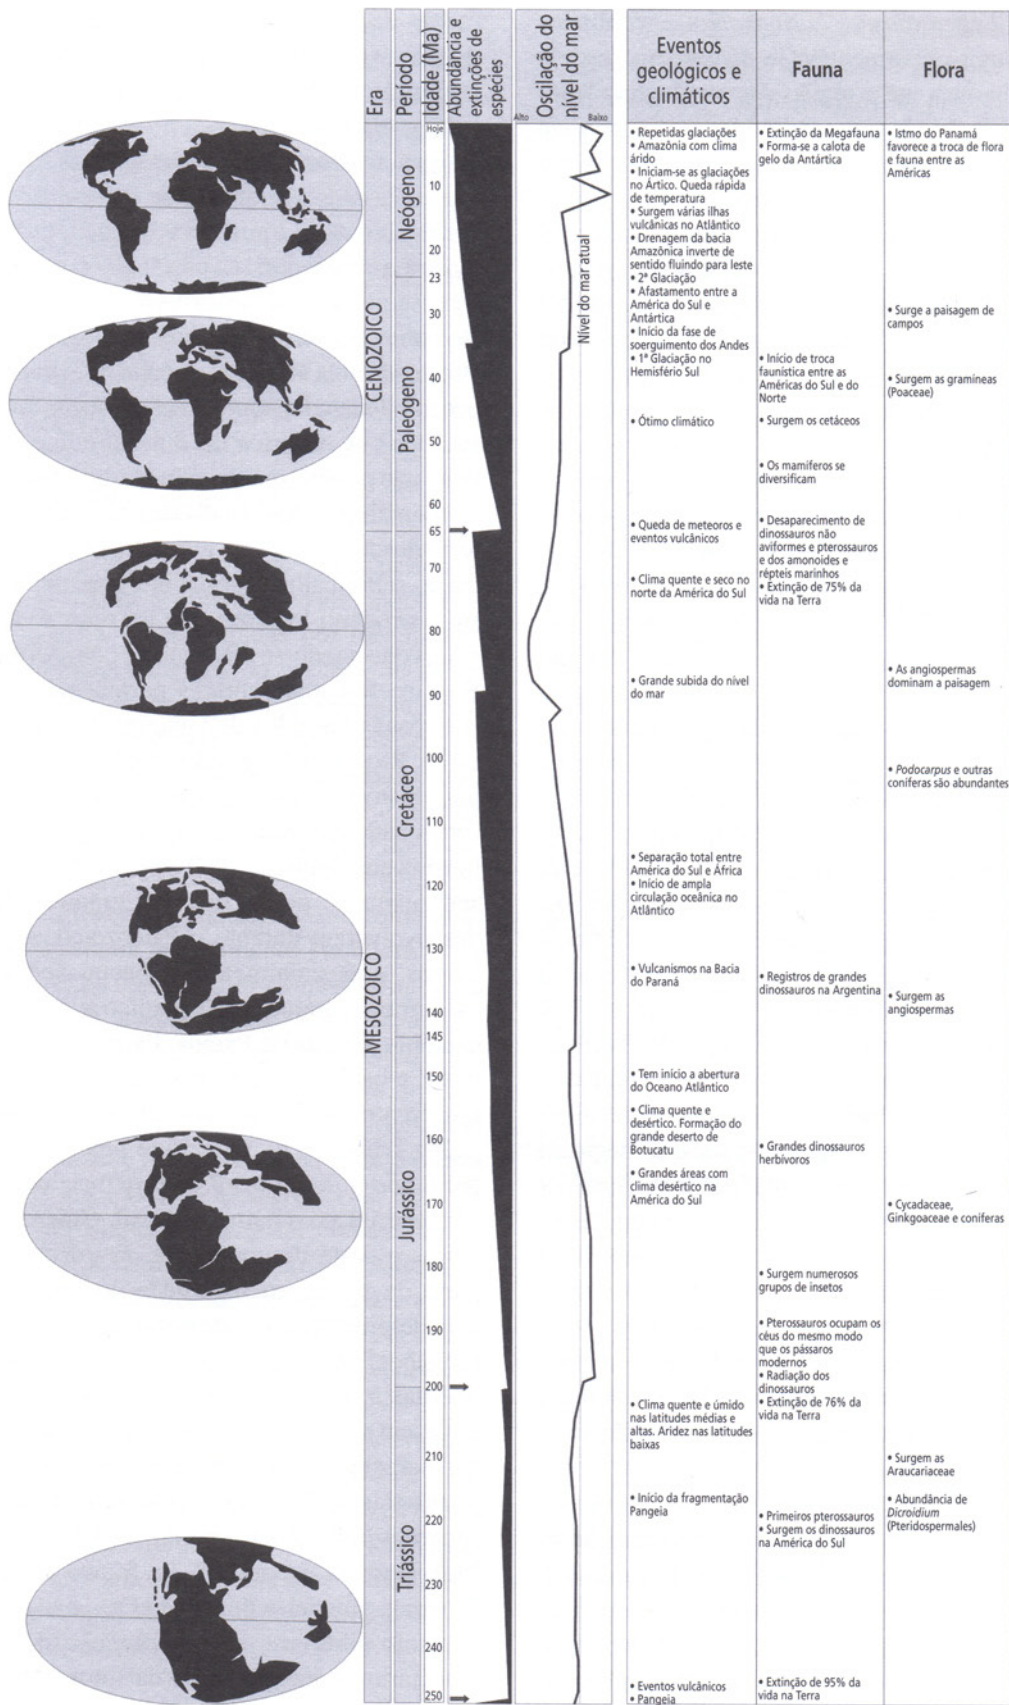 Era
Período
Idade (Ma)
Abundância e
extinções de
espécies
Oscilação do
nível do mar
Alto
Baixo
Eventos
geológicos e
climáticos
Fauna
Flora
CENOZOICO
MESOZOICO
Neógeno
Paleógeno
Cretáceo
Jurássico
Triássico
Hoje
10
20
23
30
40
50
60
65
70
80
90
100
110
120
130
140
145
150
160
170
180
190
200
210
220
230
240
250
Nível do mar atual
• Repetidas glaciações
• Amazônia com clima
árido
• Iniciam-se as glaciações
no Ártico. Queda rápida
de temperatura
• Surgem várias ilhas
vulcânicas no Atlântico
• Drenagem da bacia
Amazônica inverte de
sentido fluindo para leste
• 2ª Glaciação
• Afastamento entre a
América do Sul e
Antártica
• Início da fase de
soerguimento dos Andes
• 1ª Glaciação no
Hemisfério Sul
• Ótimo climático
• Queda de meteoros e
eventos vulcânicos
• Clima quente e seco no
norte da América do Sul
• Grande subida do nível
do mar
• Separação total entre
América do Sul e África
• Início de ampla
circulação oceânica no
Atlântico
• Vulcanismos na Bacia
do Paraná
• Tem início a abertura
do Oceano Atlântico
• Clima quente e
desértico. Formação do
grande deserto de
Botucatu
• Grandes áreas com
clima desértico na
América do Sul
• Clima quente e úmido
nas latitudes médias e
altas. Aridez nas latitudes
baixas
• Início da fragmentação
Pangeia
• Eventos vulcânicos
• Pangeia
• Extinção da Megafauna
• Forma-se a calota de
gelo da Antártica
• Início de troca
faunística entre as
Américas do Sul e do
Norte
• Surgem os cetáceos
• Os mamíferos se
diversificam
• Desaparecimento de
dinossauros não
aviformes e pterossauros
e dos amonoides e
répteis marinhos
• Extinção de 75% da
vida na Terra
• Registros de grandes
dinossauros na Argentina
• Grandes dinossauros
herbívoros
• Surgem numerosos
grupos de insetos
• Pterossauros ocupam os
céus do mesmo modo
que os pássaros
modernos
• Radiação dos
dinossauros
• Extinção de 76% da
vida na Terra
• Primeiros pterossauros
• Surgem os dinossauros
na América do Sul
• Extinção de 95% da
vida na Terra
• Istmo do Panamá
favorece a troca de flora
e fauna entre as
Américas
• Surge a paisagem de
campos
• Surgem as gramíneas
(Poaceae)
• As angiospermas
dominam a paisagem
• Podocarpus e outras
coníferas são abundantes
• Surgem as
angiospermas
• Cycadaceae,
Ginkgoaceae e coníferas
• Surgem as
Araucariaceae
• Abundância de
Dicroidium
(Pteridospermales)